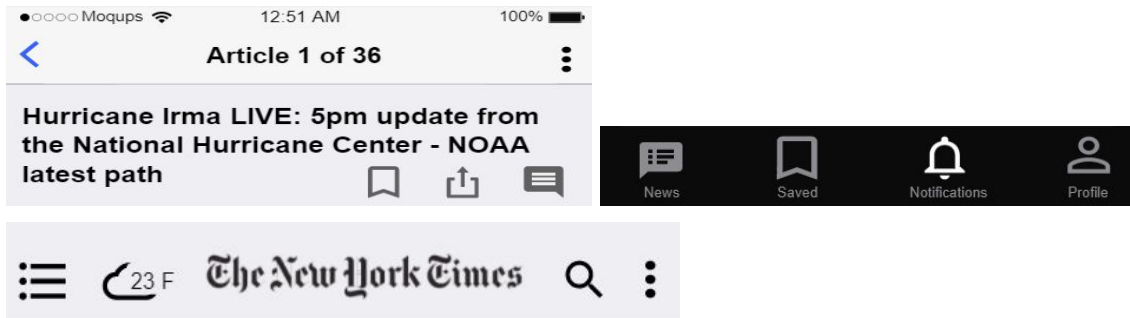 Moqups 12:51 AM 100%
Article 1 of 36
Hurricane Irma LIVE: 5pm update from
the National Hurricane Center - NOAA
latest path
News Saved Notifications Profile
23 F The New York Times